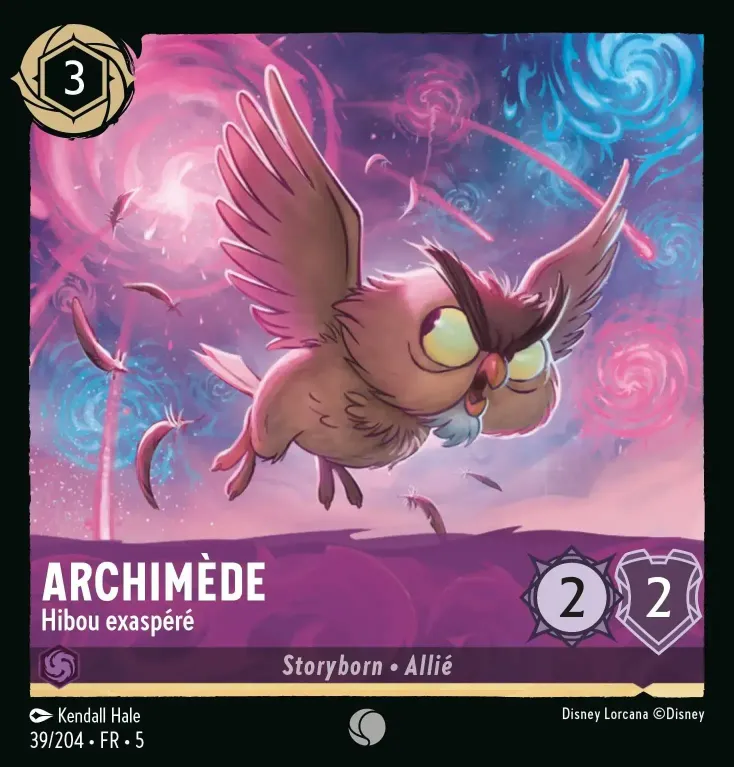 3
ARCHIMÈDE
Hibou exaspéré
2
2
Storyborn • Allié
Kendall Hale
Disney Lorcana ©Disney
39/204 • FR • 5